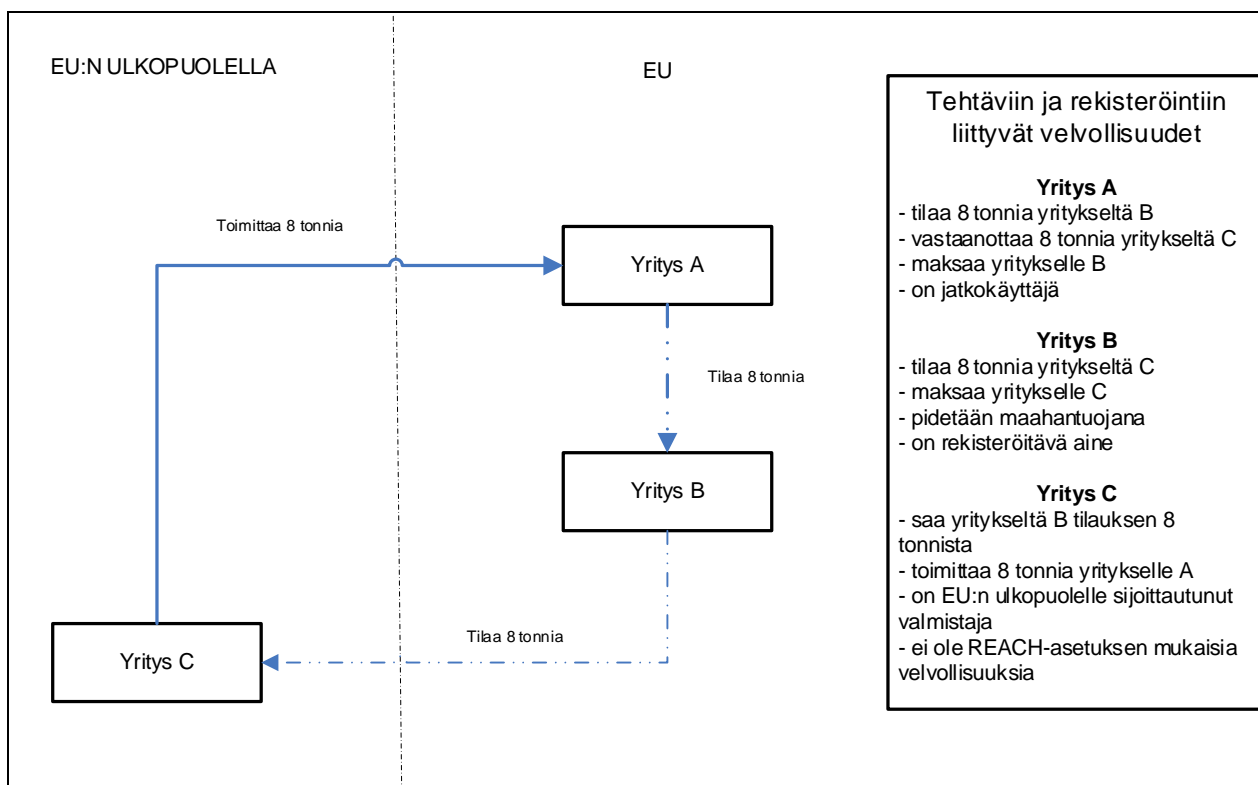 EU:N ULKOPUOLELLA
EU
Toimittaa 8 tonnia
Yritys A
Tilaa 8 tonnia
Yritys B
Tilaa 8 tonnia
Yritys C
Tehtäviin ja rekisteröintiin
liittyvät velvollisuudet
Yritys A
- tilaa 8 tonnia yritykseltä B
- vastaanottaa 8 tonnia yritykseltä C
- maksaa yritykselle B
- on jatkokäyttäjä
Yritys B
- tilaa 8 tonnia yritykseltä C
- maksaa yritykselle C
- pidetään maahantuojana
- on rekisteröitävä aine
Yritys C
- saa yritykseltä B tilauksen 8
tonnista
- toimittaa 8 tonnia yritykselle A
- on EU:n ulkopuolelle sijoittautunut
valmistaja
- ei ole REACH-asetuksen mukaisia
velvollisuuksia